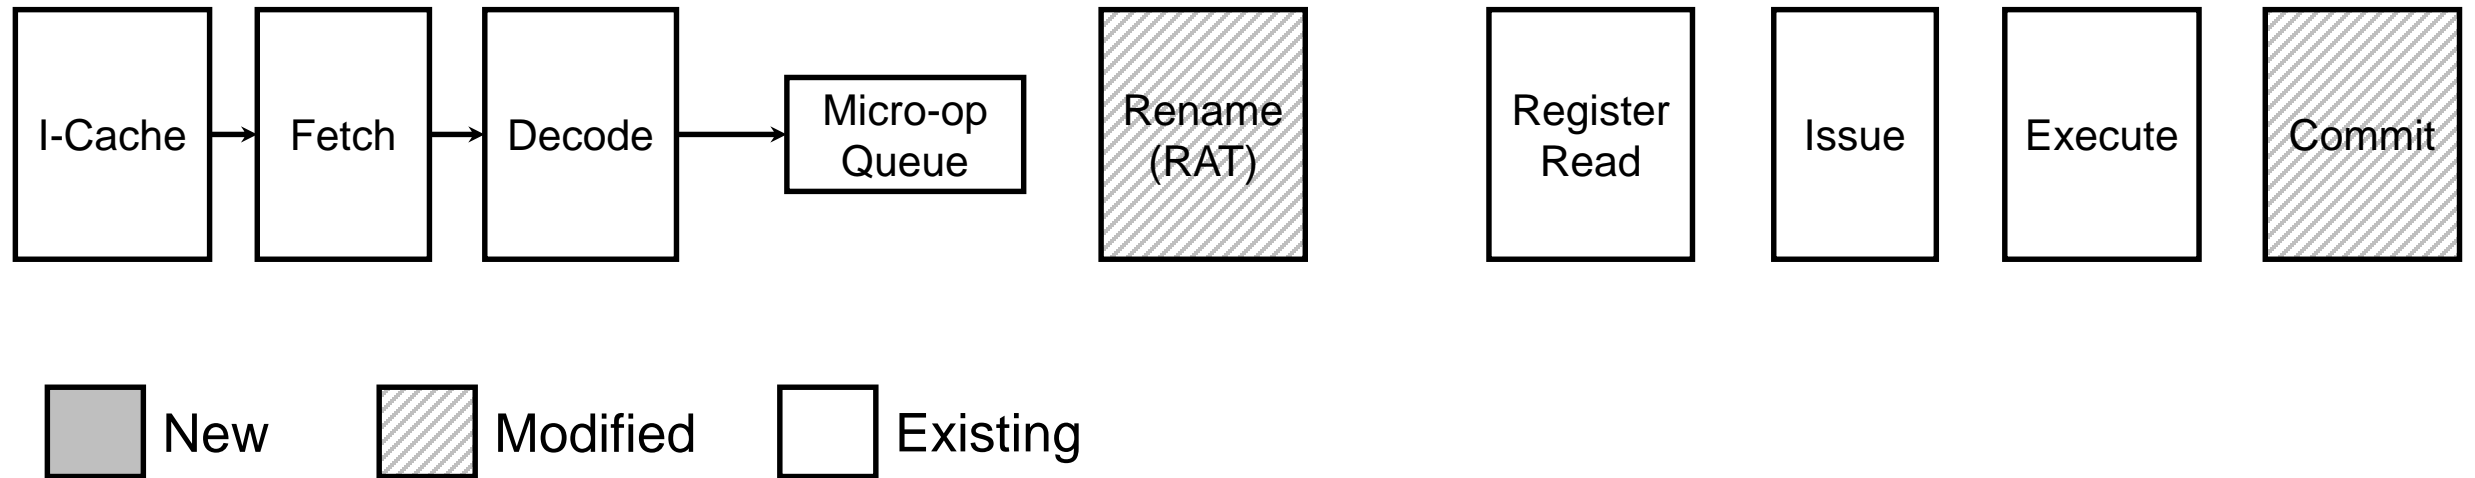 I-Cache
Fetch
Decode
Micro-op
Queue
Rename
(RAT)
Register
Read
Issue
Execute
Commit
New
Modified
Existing